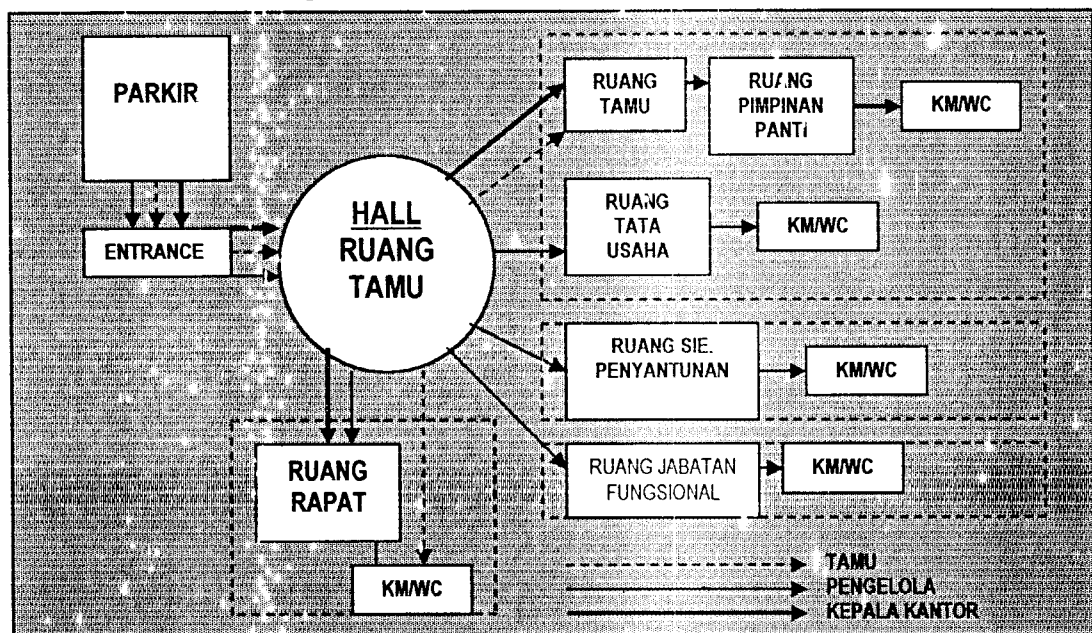 PARKIR
ENTRANCE
HALL
RUANG
TAMU
RUANG
TAMU
RUANG
PIMPINAN
PANTI
KM/WC
RUANG
TATA
USAHA
KM/WC
RUANG SIE.
PENYANTUNAN
KM/WC
RUANG JABATAN
FUNGSIONAL
KM/WC
RUANG
RAPAT
KM/WC
TAMU
PENGELOLA
KEPALA KANTOR